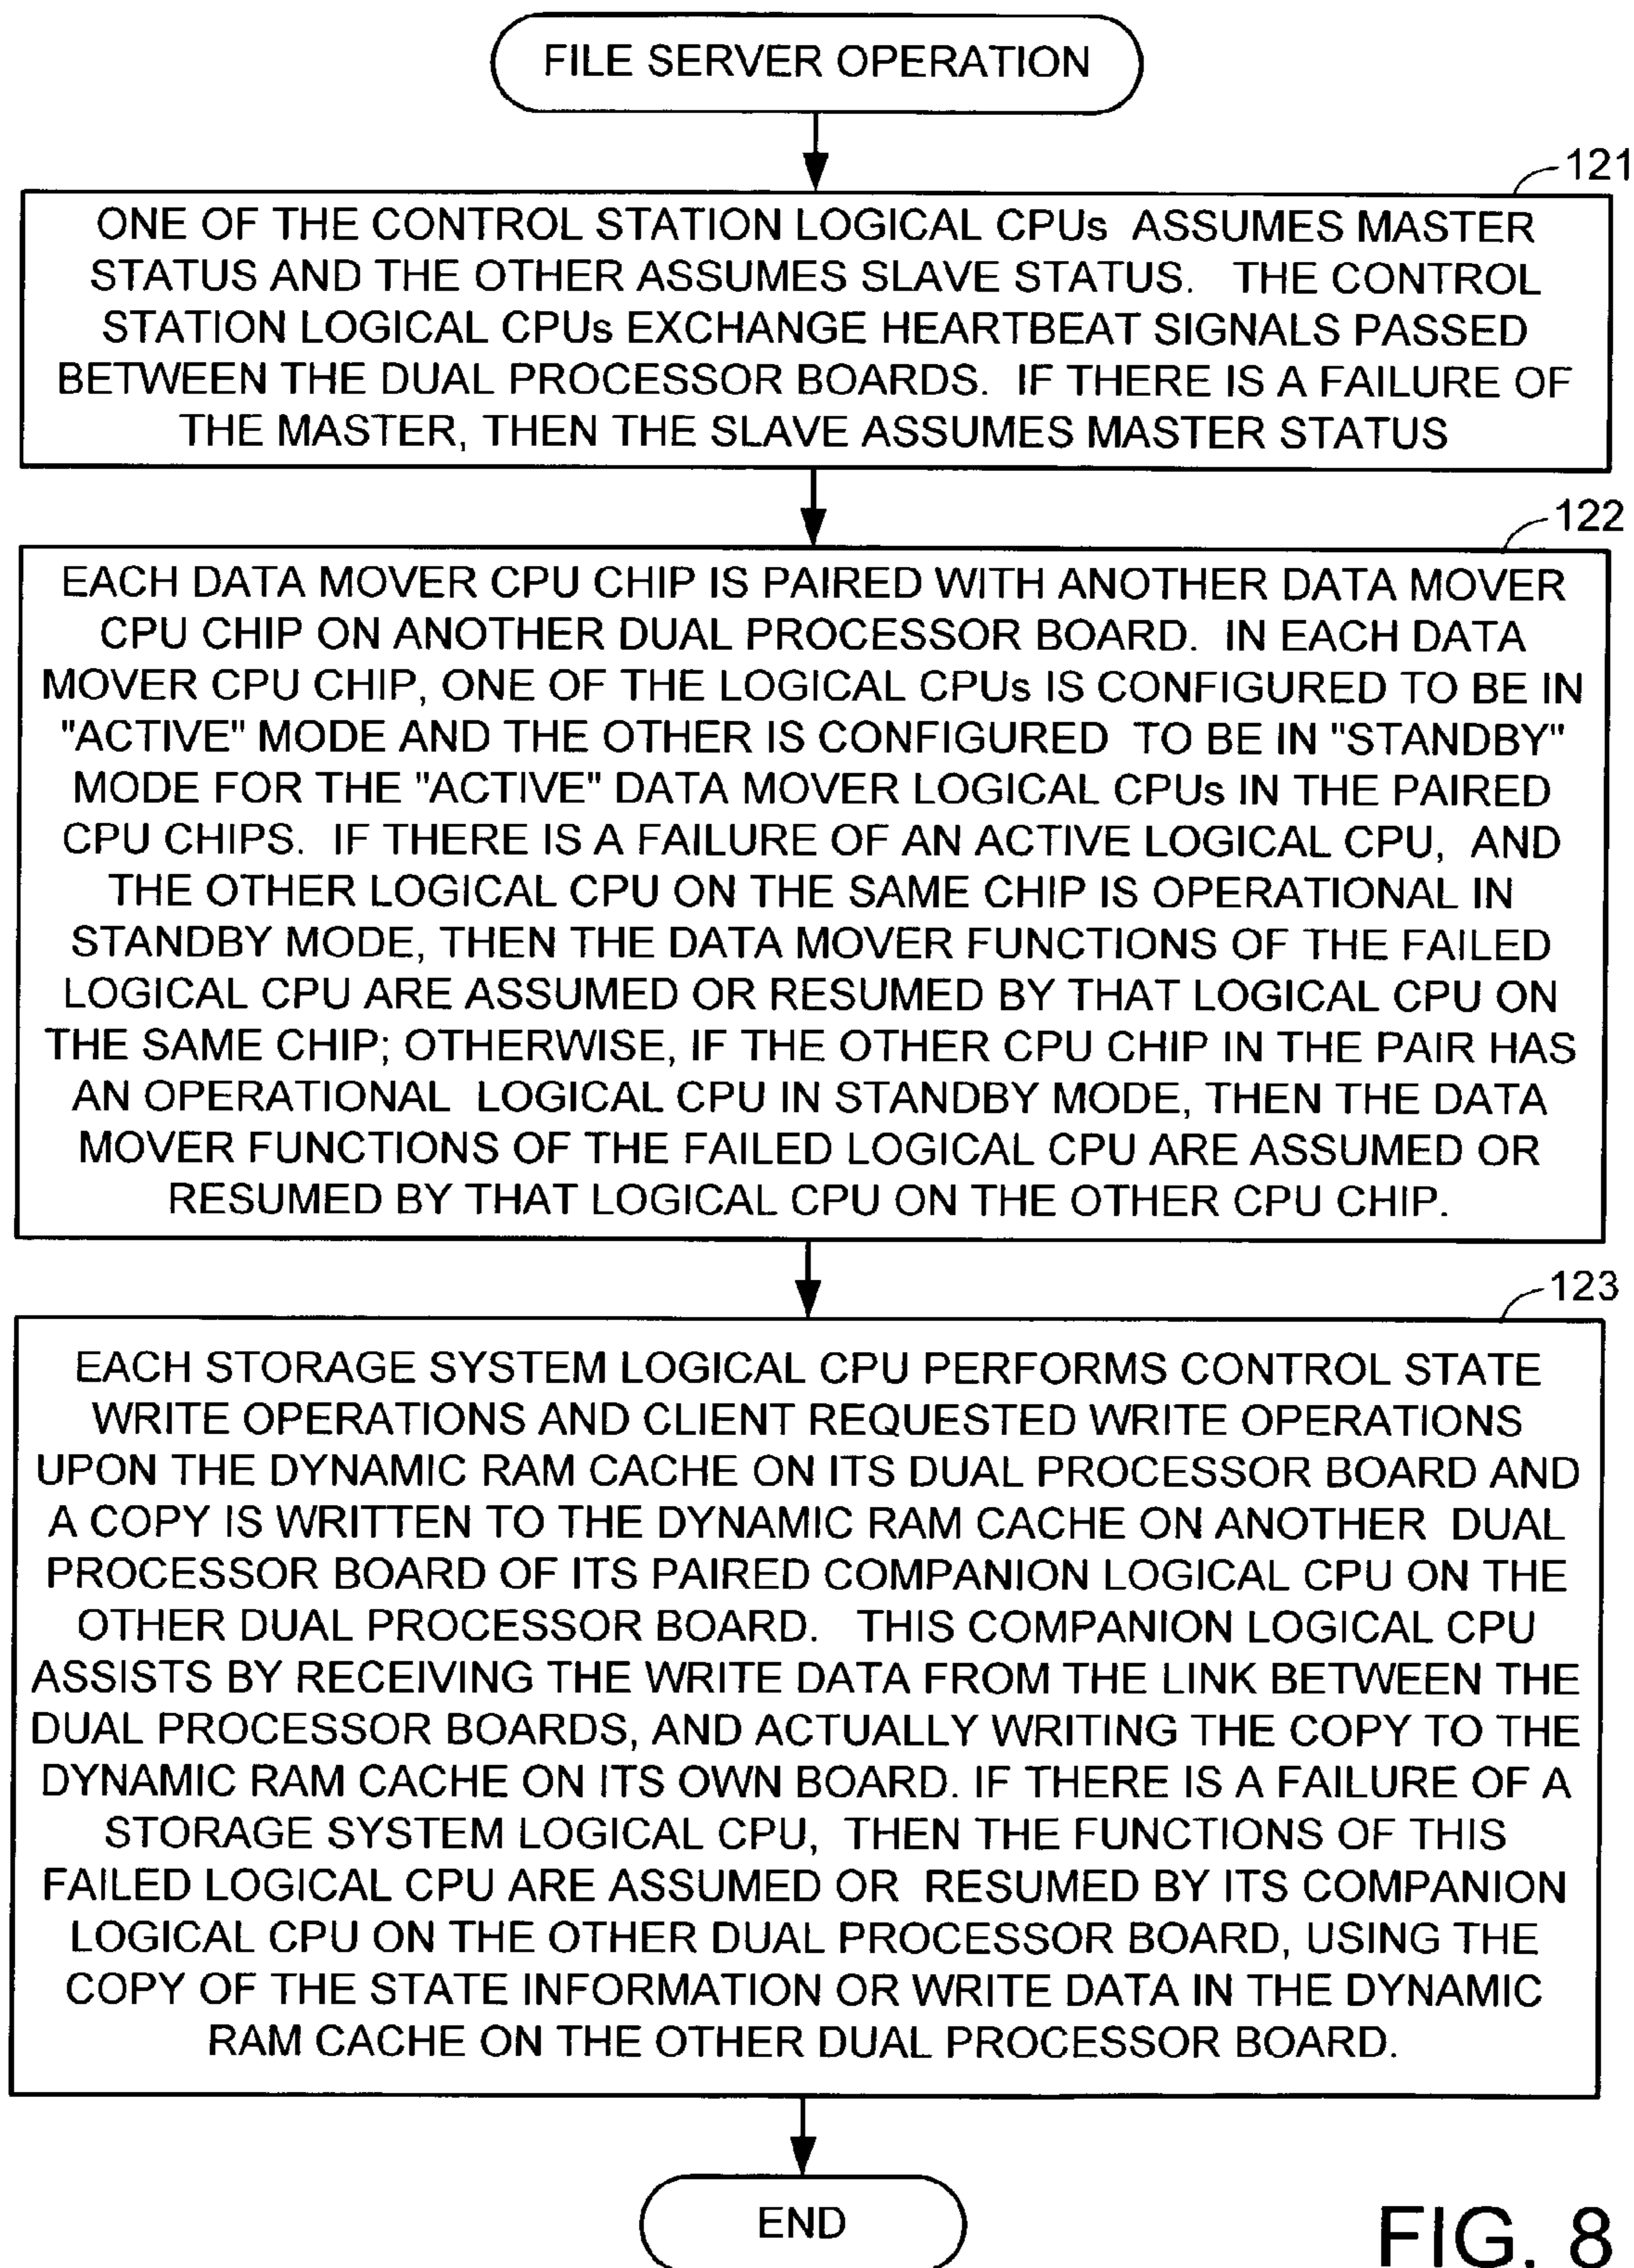 FILE SERVER OPERATION
121
ONE OF THE CONTROL STATION LOGICAL CPUs ASSUMES MASTER
STATUS AND THE OTHER ASSUMES SLAVE STATUS. THE CONTROL
STATION LOGICAL CPUs EXCHANGE HEARTBEAT SIGNALS PASSED
BETWEEN THE DUAL PROCESSOR BOARDS. IF THERE IS A FAILURE OF
THE MASTER, THEN THE SLAVE ASSUMES MASTER STATUS
122
EACH DATA MOVER CPU CHIP IS PAIRED WITH ANOTHER DATA MOVER
CPU CHIP ON ANOTHER DUAL PROCESSOR BOARD. IN EACH DATA
MOVER CPU CHIP, ONE OF THE LOGICAL CPUs IS CONFIGURED TO BE IN
"ACTIVE" MODE AND THE OTHER IS CONFIGURED TO BE IN "STANDBY"
MODE FOR THE "ACTIVE" DATA MOVER LOGICAL CPUs IN THE PAIRED
CPU CHIPS. IF THERE IS A FAILURE OF AN ACTIVE LOGICAL CPU, AND
THE OTHER LOGICAL CPU ON THE SAME CHIP IS OPERATIONAL IN
STANDBY MODE, THEN THE DATA MOVER FUNCTIONS OF THE FAILED
LOGICAL CPU ARE ASSUMED OR RESUMED BY THAT LOGICAL CPU ON
THE SAME CHIP; OTHERWISE, IF THE OTHER CPU CHIP IN THE PAIR HAS
AN OPERATIONAL LOGICAL CPU IN STANDBY MODE, THEN THE DATA
MOVER FUNCTIONS OF THE FAILED LOGICAL CPU ARE ASSUMED OR
RESUMED BY THAT LOGICAL CPU ON THE OTHER CPU CHIP.
123
EACH STORAGE SYSTEM LOGICAL CPU PERFORMS CONTROL STATE
WRITE OPERATIONS AND CLIENT REQUESTED WRITE OPERATIONS
UPON THE DYNAMIC RAM CACHE ON ITS DUAL PROCESSOR BOARD AND
A COPY IS WRITTEN TO THE DYNAMIC RAM CACHE ON ANOTHER DUAL
PROCESSOR BOARD OF ITS PAIRED COMPANION LOGICAL CPU ON THE
OTHER DUAL PROCESSOR BOARD. THIS COMPANION LOGICAL CPU
ASSISTS BY RECEIVING THE WRITE DATA FROM THE LINK BETWEEN THE
DUAL PROCESSOR BOARDS, AND ACTUALLY WRITING THE COPY TO THE
DYNAMIC RAM CACHE ON ITS OWN BOARD. IF THERE IS A FAILURE OF A
STORAGE SYSTEM LOGICAL CPU, THEN THE FUNCTIONS OF THIS
FAILED LOGICAL CPU ARE ASSUMED OR RESUMED BY ITS COMPANION
LOGICAL CPU ON THE OTHER DUAL PROCESSOR BOARD, USING THE
COPY OF THE STATE INFORMATION OR WRITE DATA IN THE DYNAMIC
RAM CACHE ON THE OTHER DUAL PROCESSOR BOARD.
END
FIG. 8